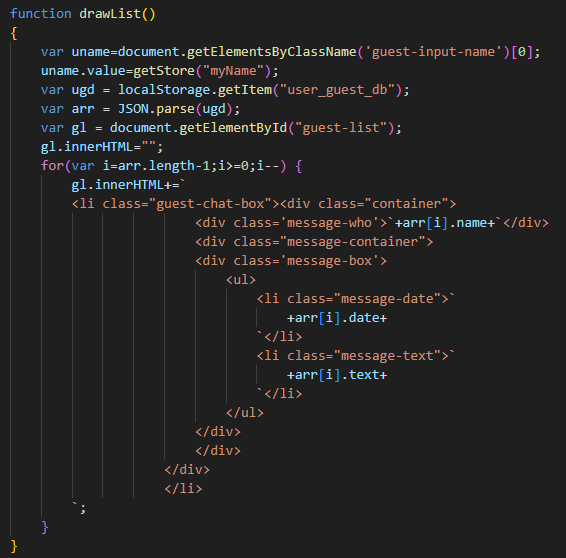 function drawList()
{
    var uname=document.getElementsByClassName('guest-input-name')[0];
    uname.value=getStore("myName");
    var ugd = localStorage.getItem("user_guest_db");
    var arr = JSON.parse(ugd);
    var gl = document.getElementById("guest-list");
    gl.innerHTML="";
    for(var i=arr.length-1;i>=0;i--) {
        gl.innerHTML+=`
        <li class="guest-chat-box"><div class="container">
                        <div class='message-who'>`+arr[i].name+`</div>
                        <div class="message-container">
                        <div class='message-box'>
                            <ul>
                                <li class="message-date">`
                                    +arr[i].date+
                                `</li>
                                <li class="message-text">`
                                    +arr[i].text+
                                `</li>
                            </ul>
                        </div>
                        </div>
                    </div>
                    </li>
        `;
    }
}